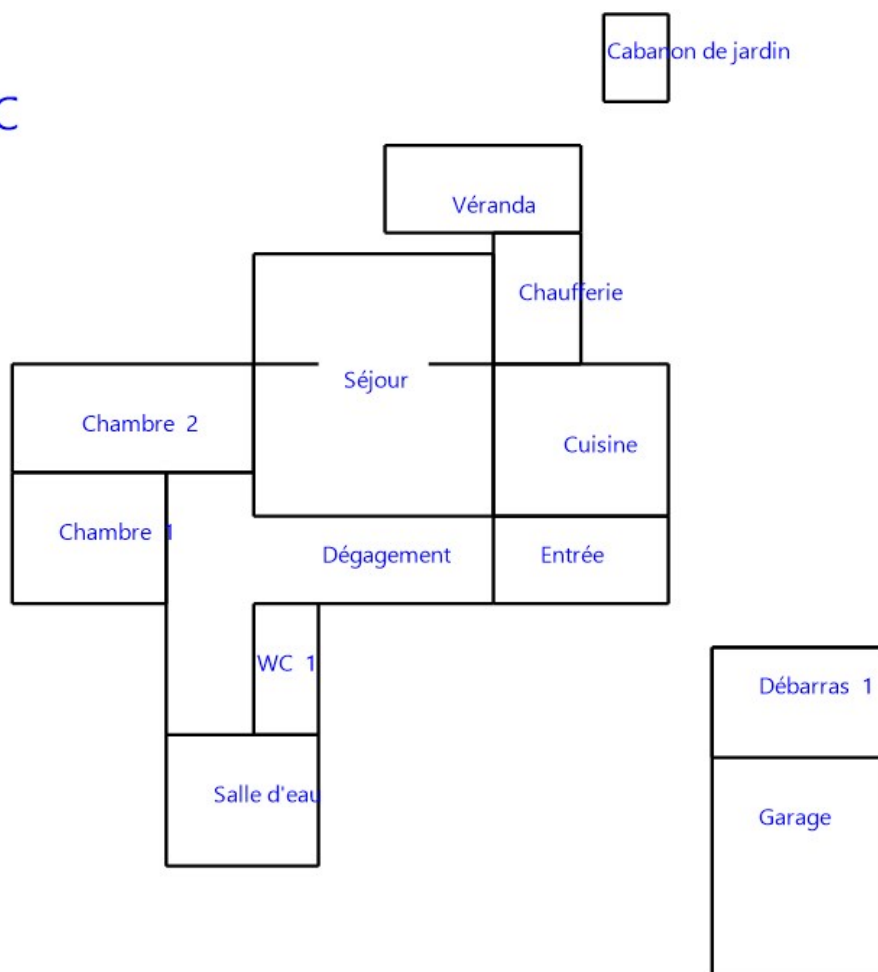 Cabanon de jardin
C
Véranda
Chaufferie
Séjour
Chambre 2
Cuisine
Chambre 1
Dégagement
Entrée
WC 1
Débarras 1
Salle d'eau
Garage